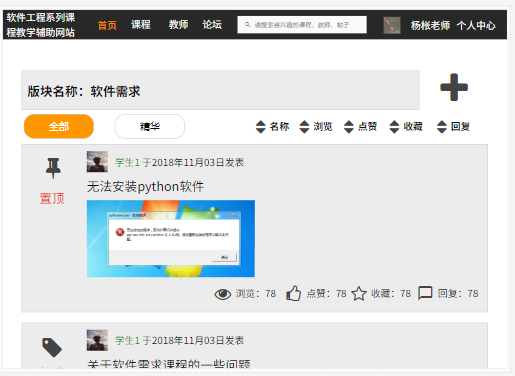 软件工程系列课
程教学辅助网站
首页 课程 教师 论坛 请搜索感兴趣的课程、教师、帖子 杨枨老师 个人中心
版块名称：软件需求
全部 精华 名称 浏览 点赞 收藏 回复
学生1 于2018年11月03日发表
置顶
无法安装python软件
确定
浏览：78 点赞：78 收藏：78 回复：78
学生1 于2018年11月03日发表
关于软件需求课程的一些问题